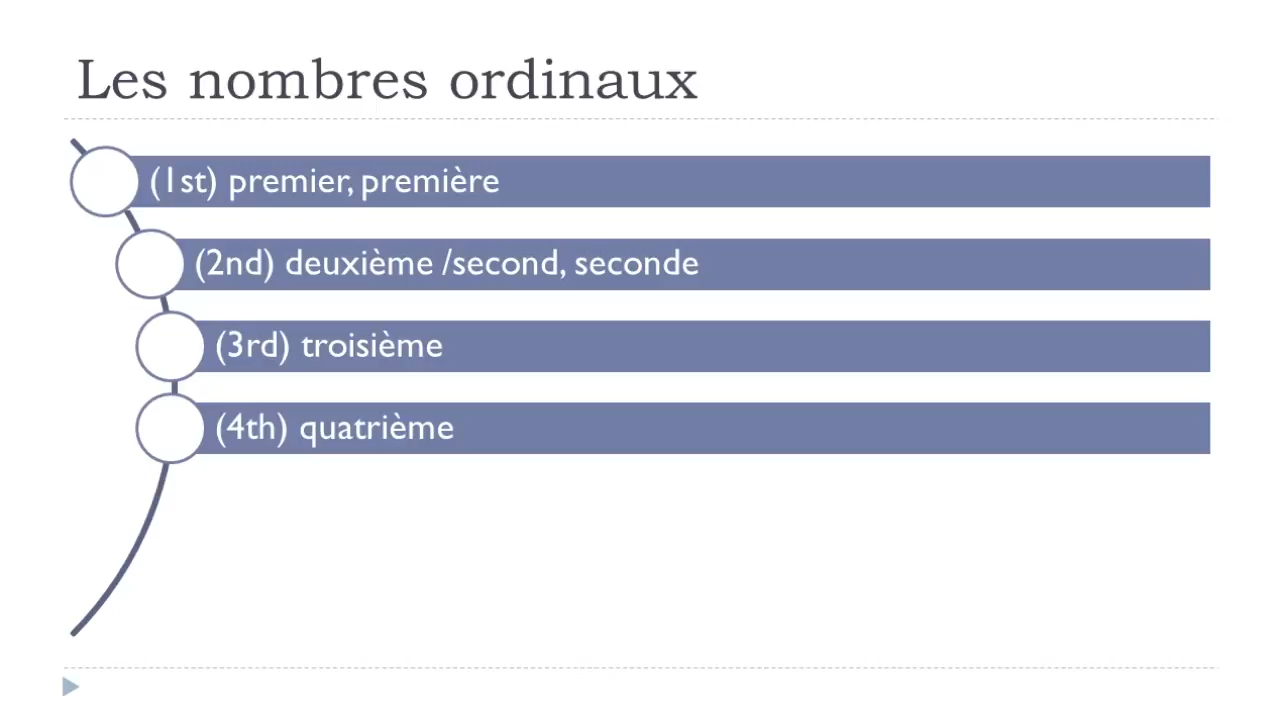 Les nombres ordinaux
(1st) premier, première
(2nd) deuxième /second, seconde
(3rd) troisième
(4th) quatrième